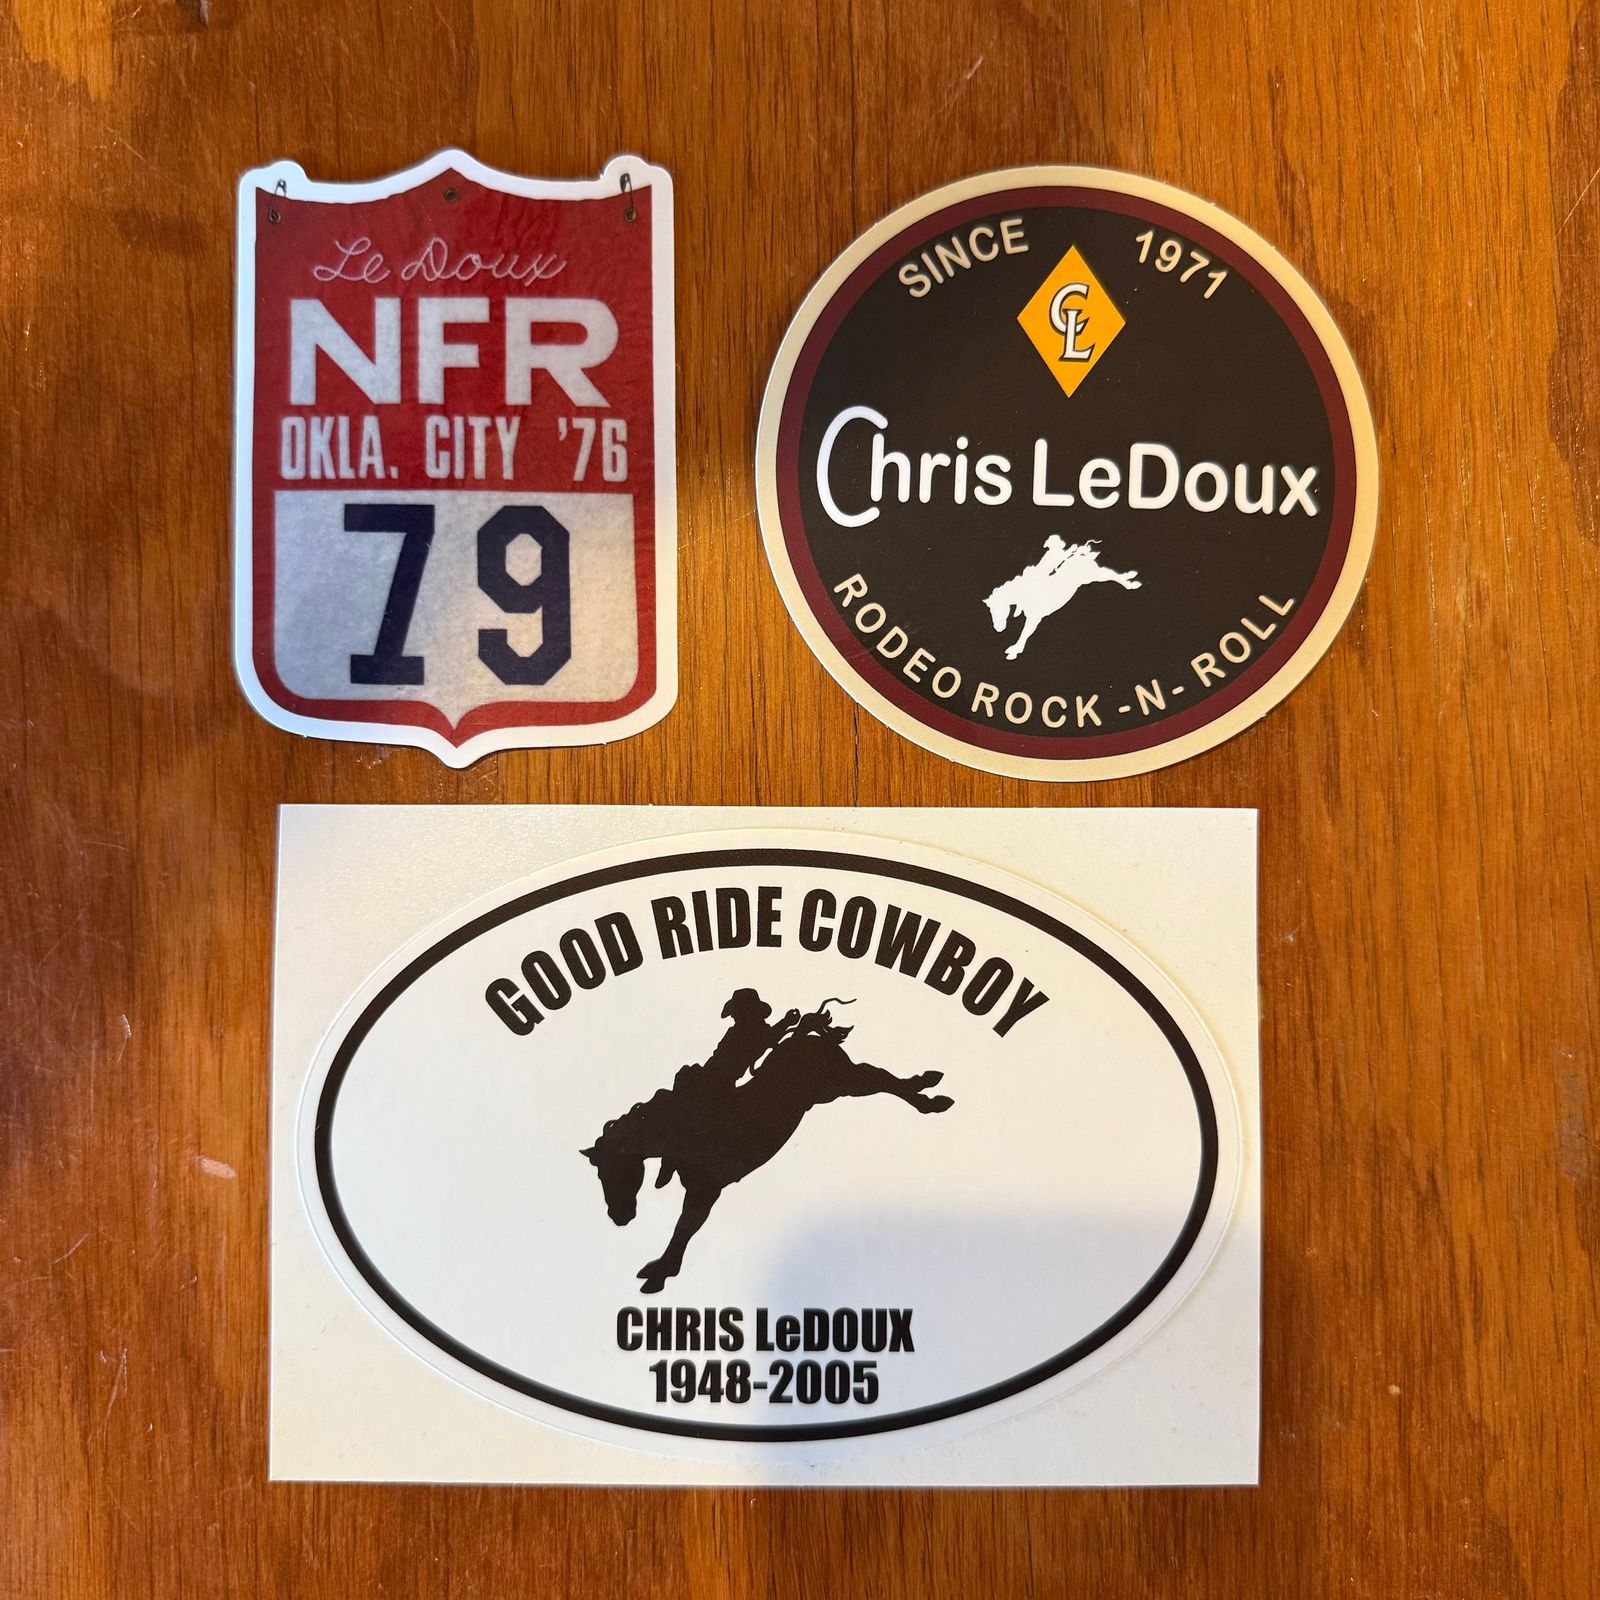 Le Doux
NFR
OKLA. CITY '76
79
SINCE 1971
CL
Chris LeDoux
RODEO ROCK -N- ROLL
GOOD RIDE COWBOY
CHRIS LeDOUX
1948-2005